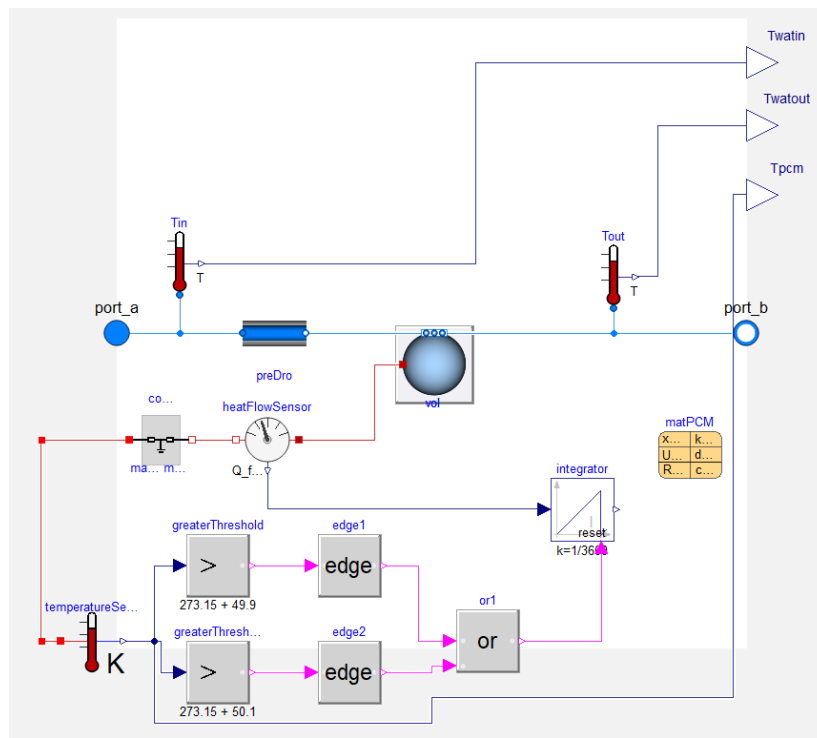 Twatin
Twatout
Tpcm
Tin
T
Tout
T
port_a
port_b
preDro
vol
co...
heatFlowSensor
ma... m...
Q_f...
matPCM
x... k...
U... d...
R... c...
integrator
I
reset
k=1/3600
greaterThreshold
>
273.15 + 49.9
edge1
edge
temperatureSe...
K
greaterThresh...
>
273.15 + 50.1
edge2
edge
or1
or